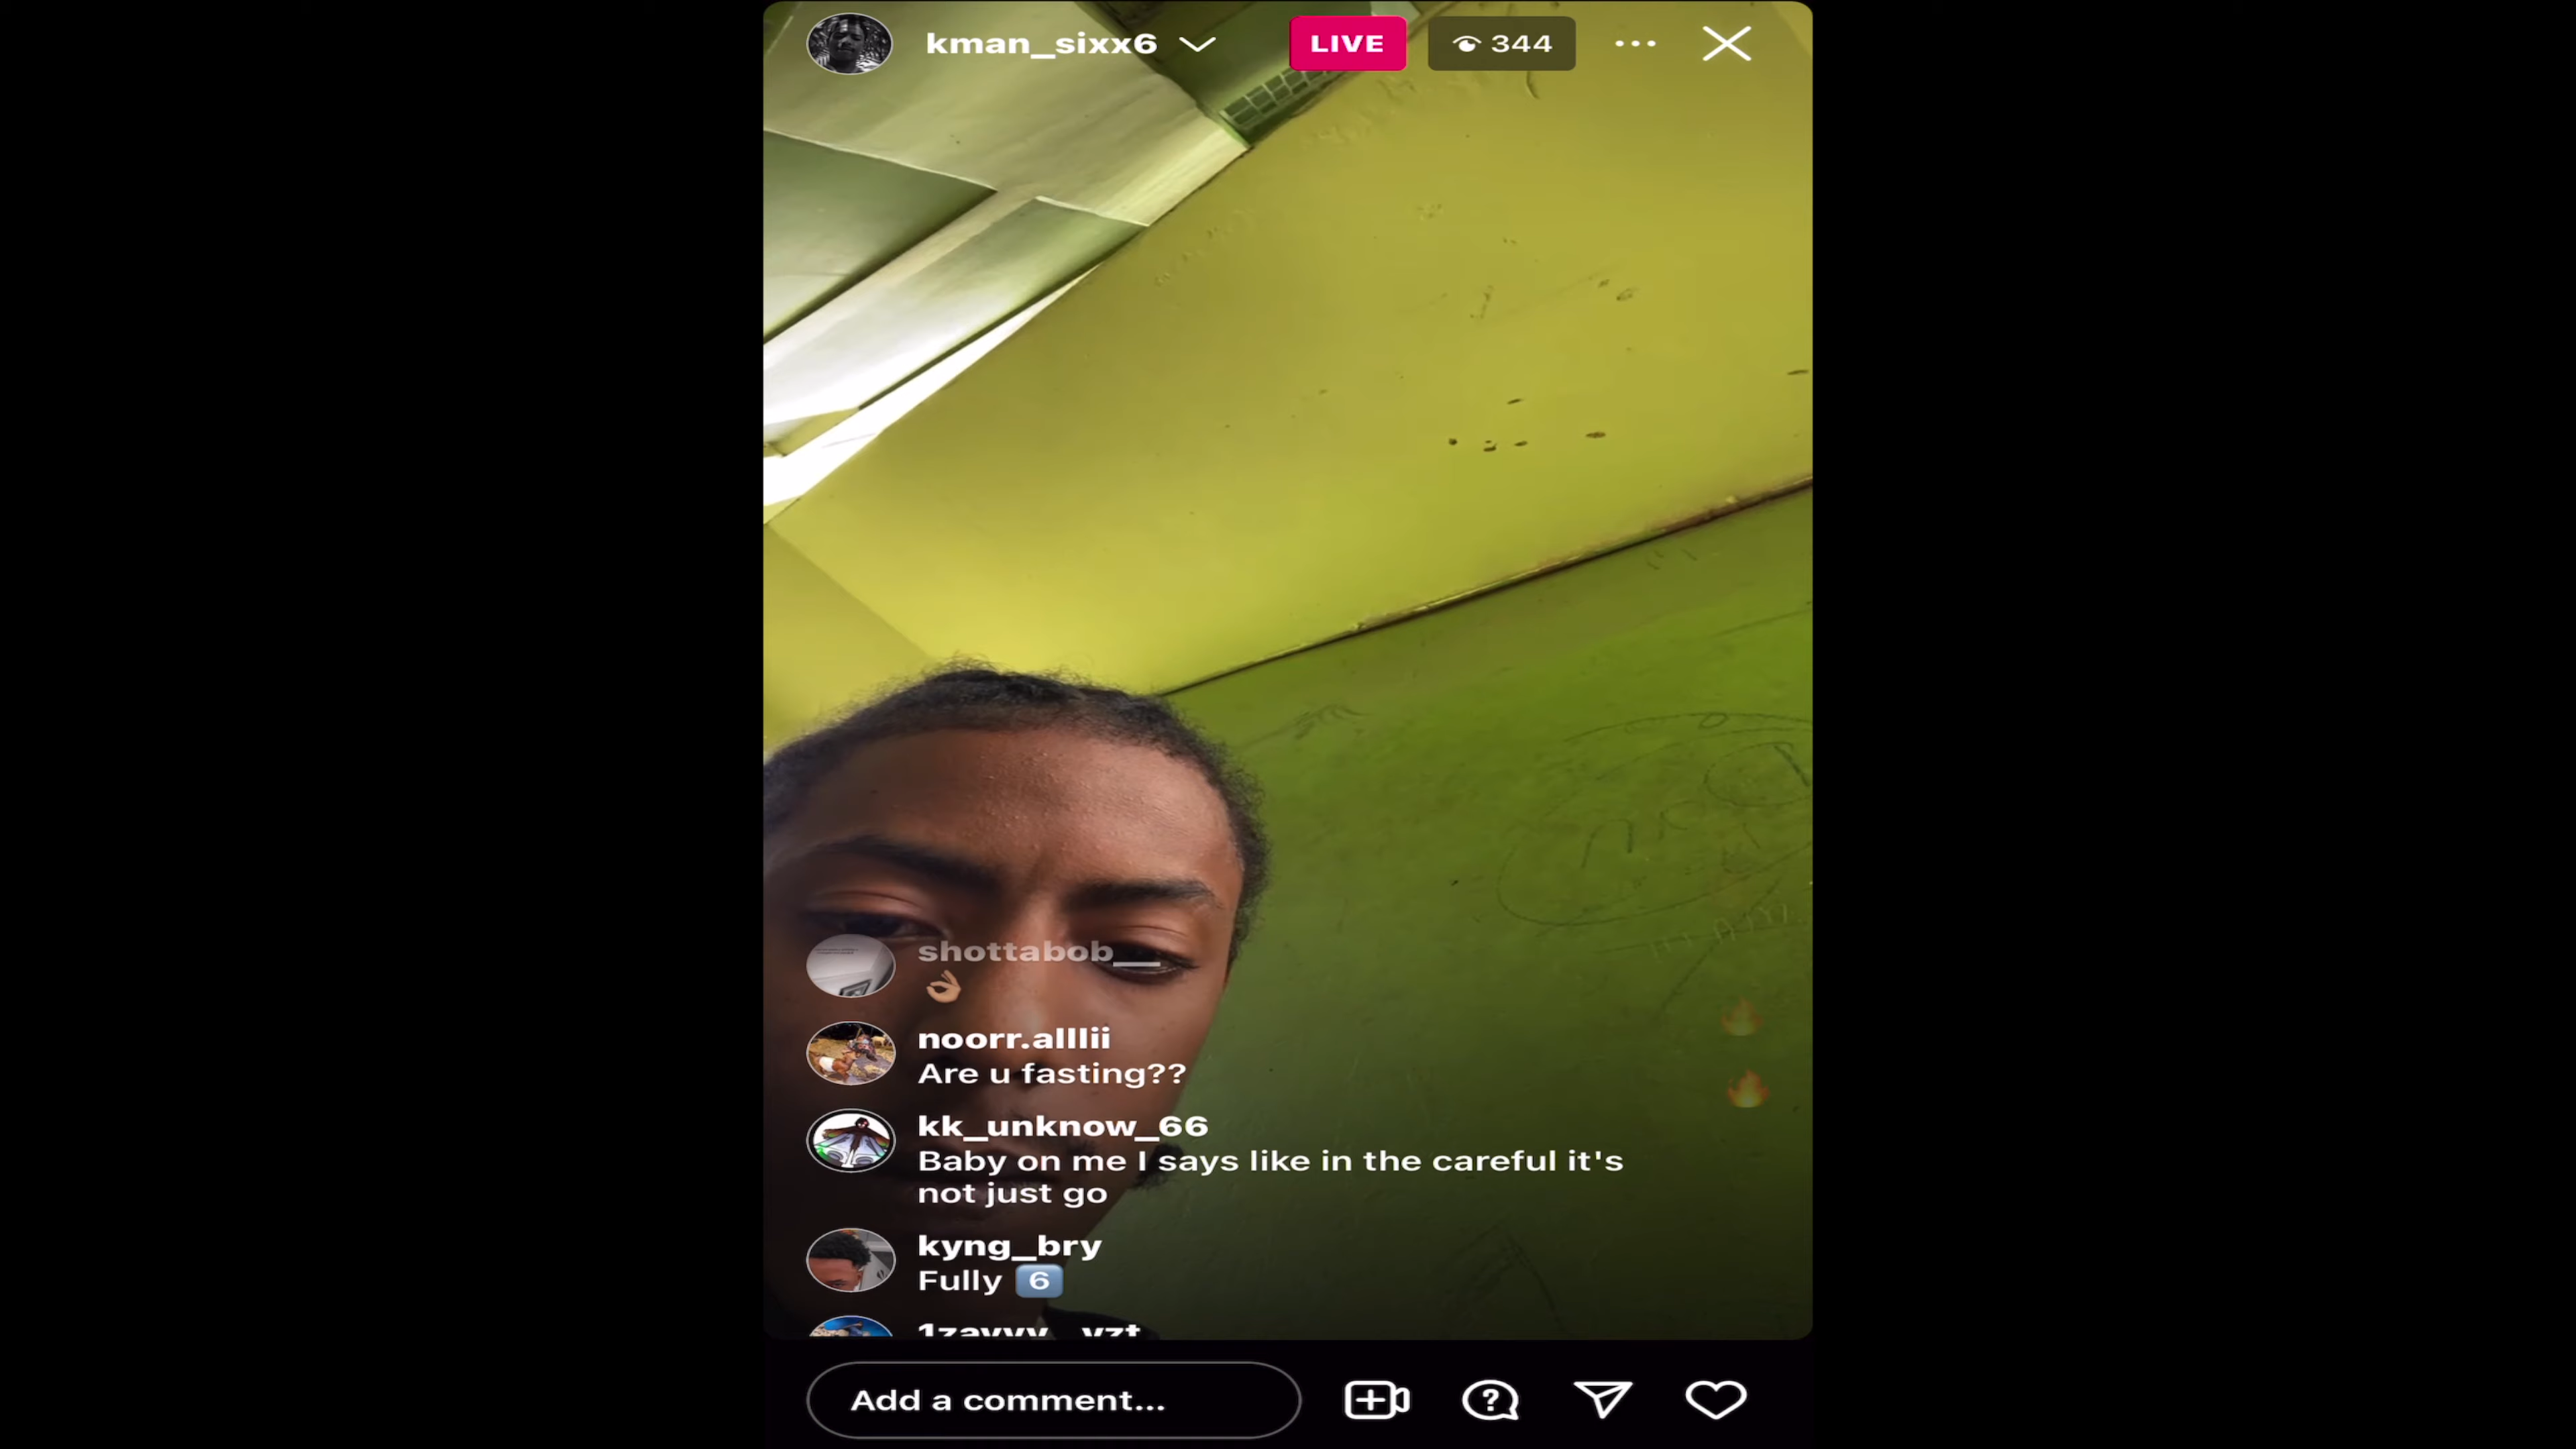 kman_sixx6
LIVE
344
shottabob__
👌🏼
noorr.alllii
Are u fasting??
kk_unknow_66
Baby on me I says like in the careful it's
not just go
kyng_bry
Fully 6️⃣
Add a comment...